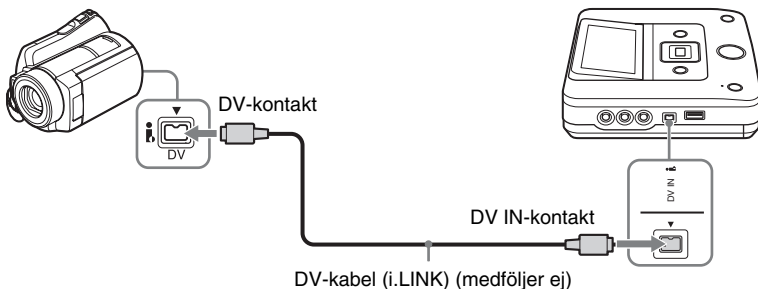 DV-kontakt
DV
DV IN
DV IN-kontakt
DV-kabel (i.LINK) (medföljer ej)